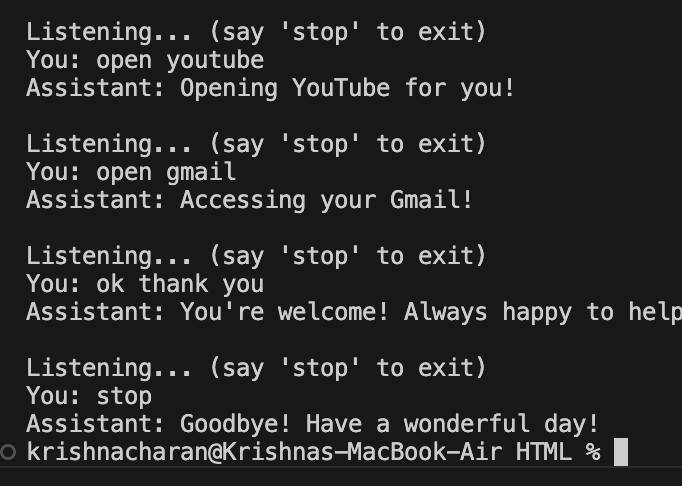 Listening... (say 'stop' to exit)
You: open youtube
Assistant: Opening YouTube for you!
Listening... (say 'stop' to exit)
You: open gmail
Assistant: Accessing your Gmail!
Listening... (say 'stop' to exit)
You: ok thank you
Assistant: You're welcome! Always happy to help
Listening... (say 'stop' to exit)
You: stop
Assistant: Goodbye! Have a wonderful day!
krishnacharan@Krishnas-MacBook-Air HTML %